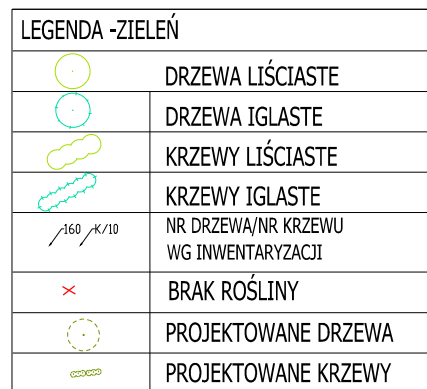 LEGENDA -ZIELEŃ
DRZEWA LIŚCIASTE
DRZEWA IGLASTE
KRZEWY LIŚCIASTE
KRZEWY IGLASTE
160 K/10 NR DRZEWA/NR KRZEWU
WG INWENTARYZACJI
BRAK ROŚLINY
PROJEKTOWANE DRZEWA
PROJEKTOWANE KRZEWY